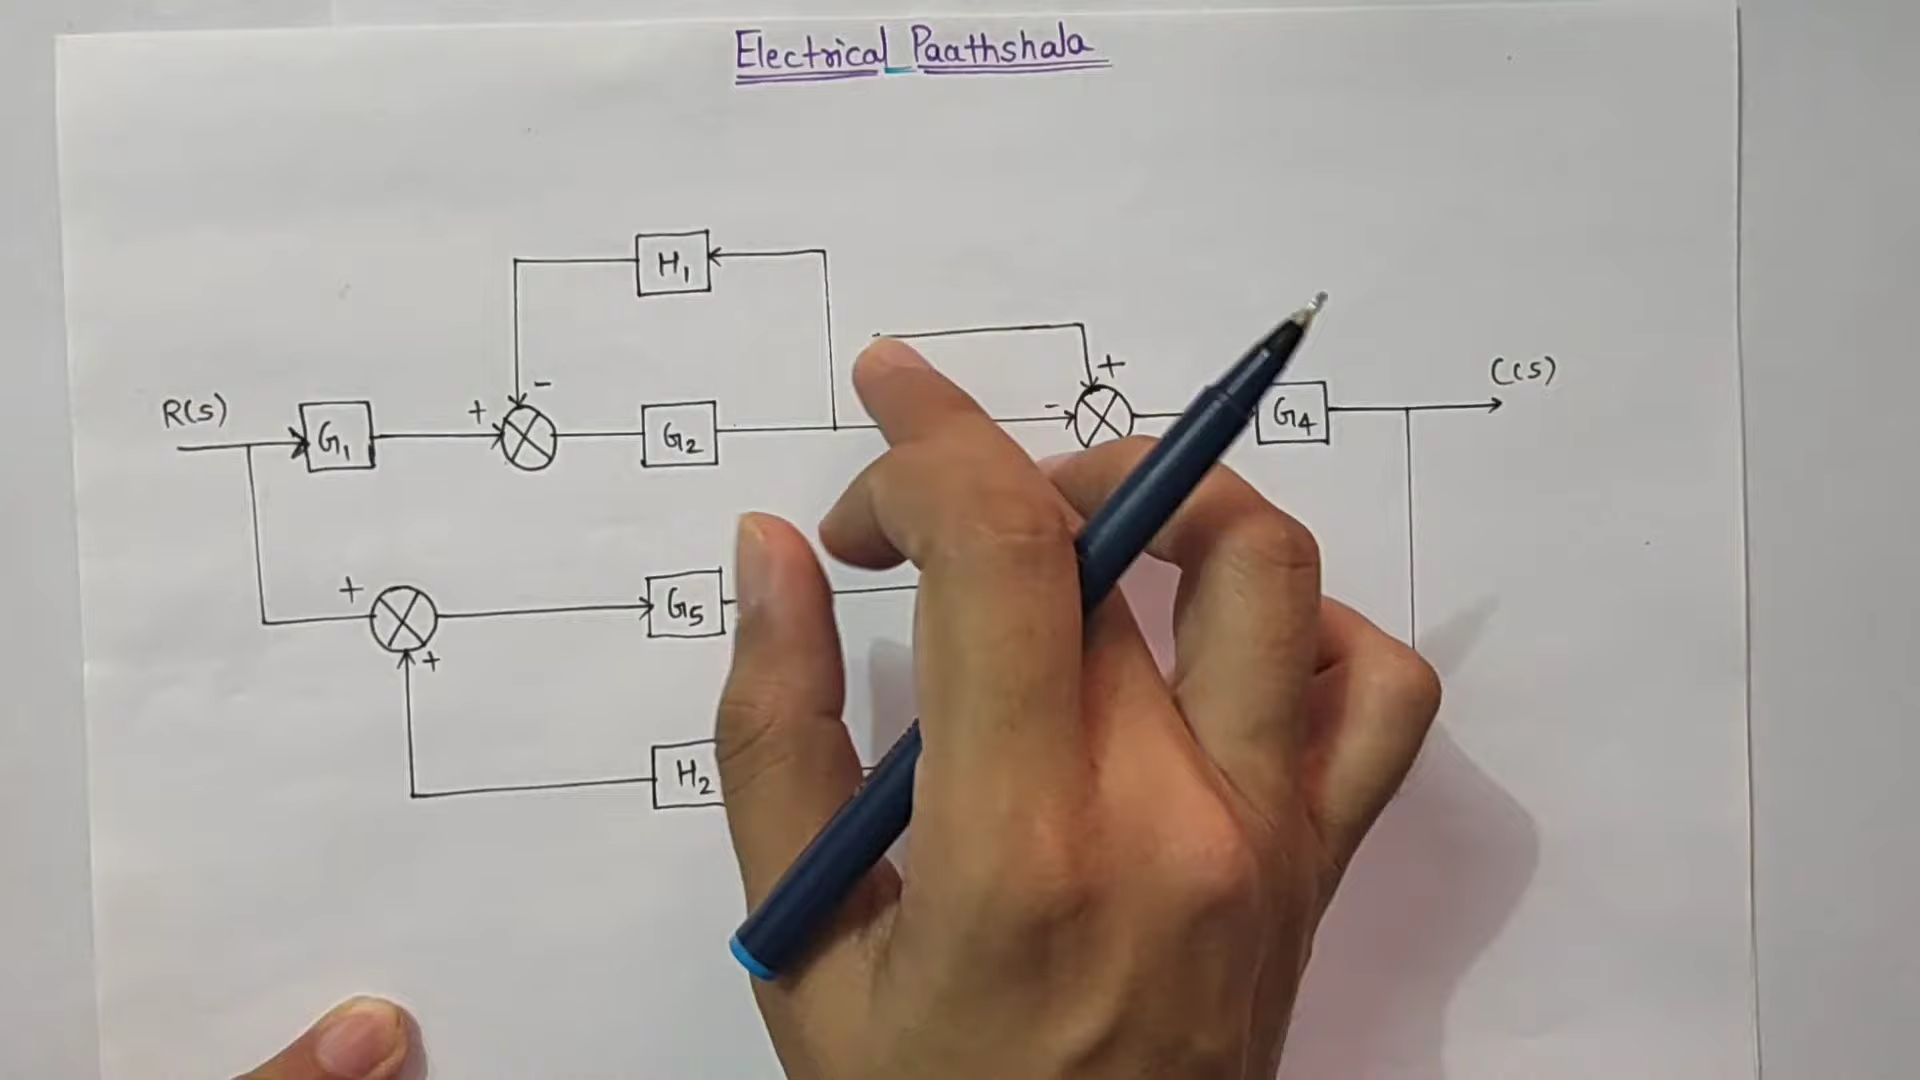 Electrical Paathshala
H₁
R(s)
G₁
+
-
G₂
-
+
G₄
C(s)
+
+
G₅
H₂